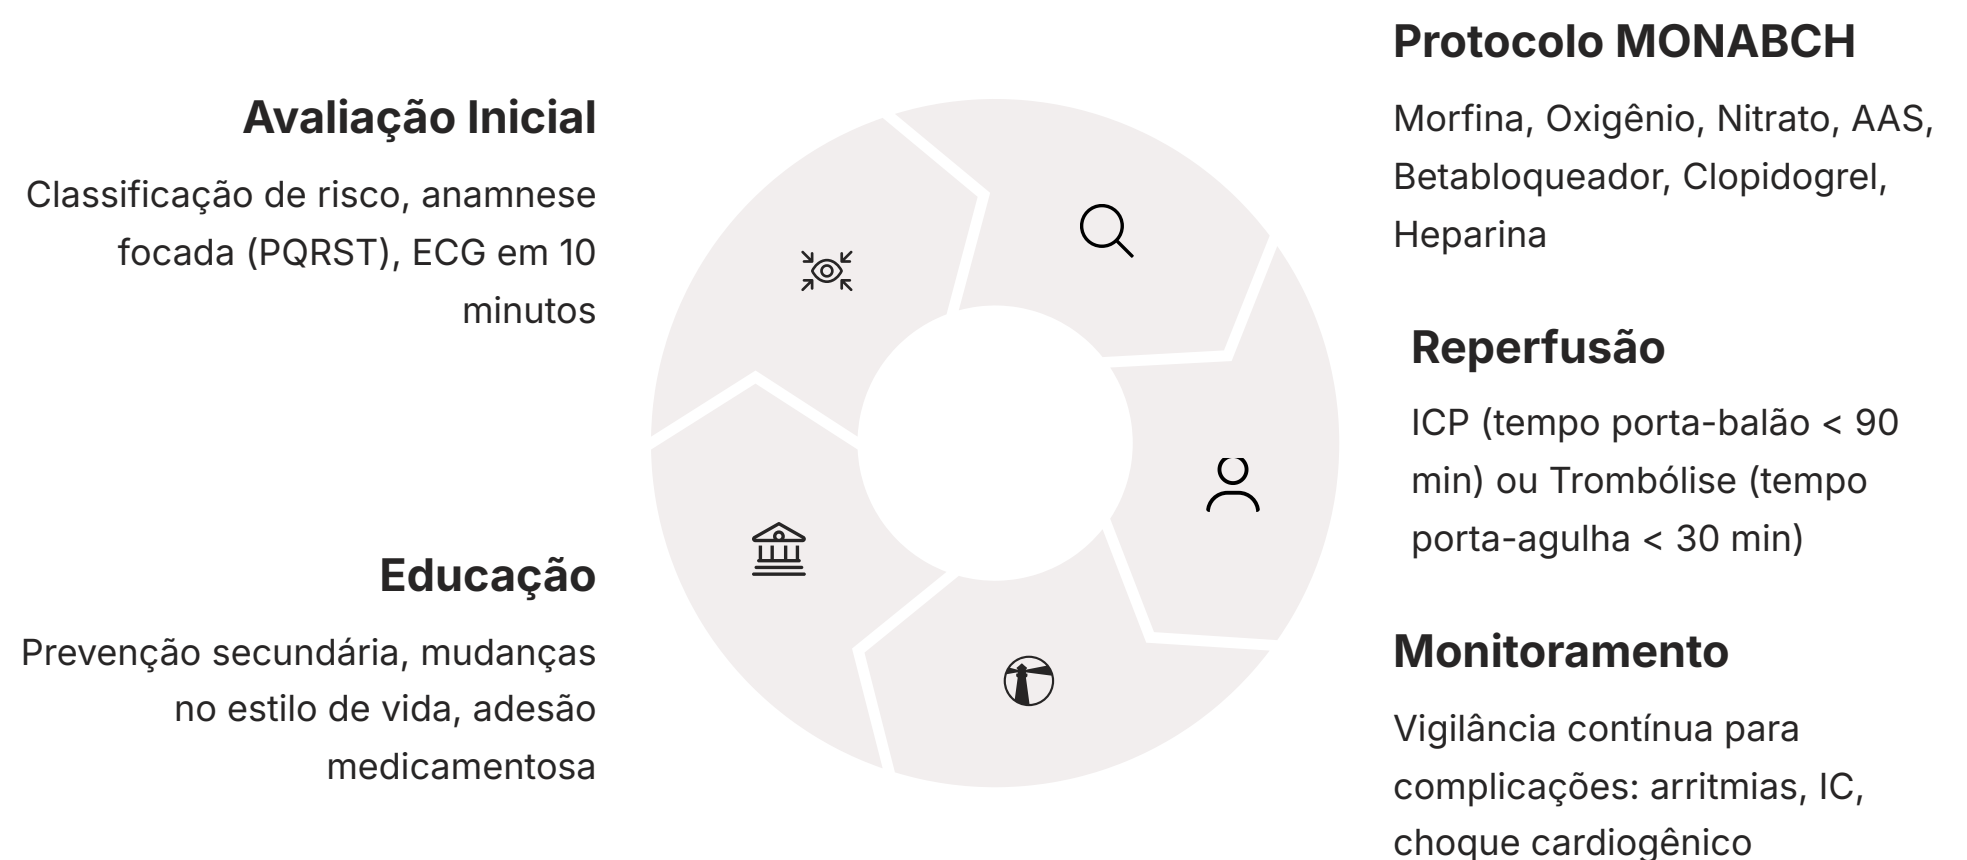 Avaliação Inicial
Classificação de risco, anamnese
focada (PQRST), ECG em 10
minutos
Protocolo MONABCH
Morfina, Oxigênio, Nitrato, AAS,
Betabloqueador, Clopidogrel,
Heparina
Reperfusão
ICP (tempo porta-balão < 90
min) ou Trombólise (tempo
porta-agulha < 30 min)
Monitoramento
Vigilância contínua para
complicações: arritmias, IC,
choque cardiogênico
Educação
Prevenção secundária, mudanças
no estilo de vida, adesão
medicamentosa